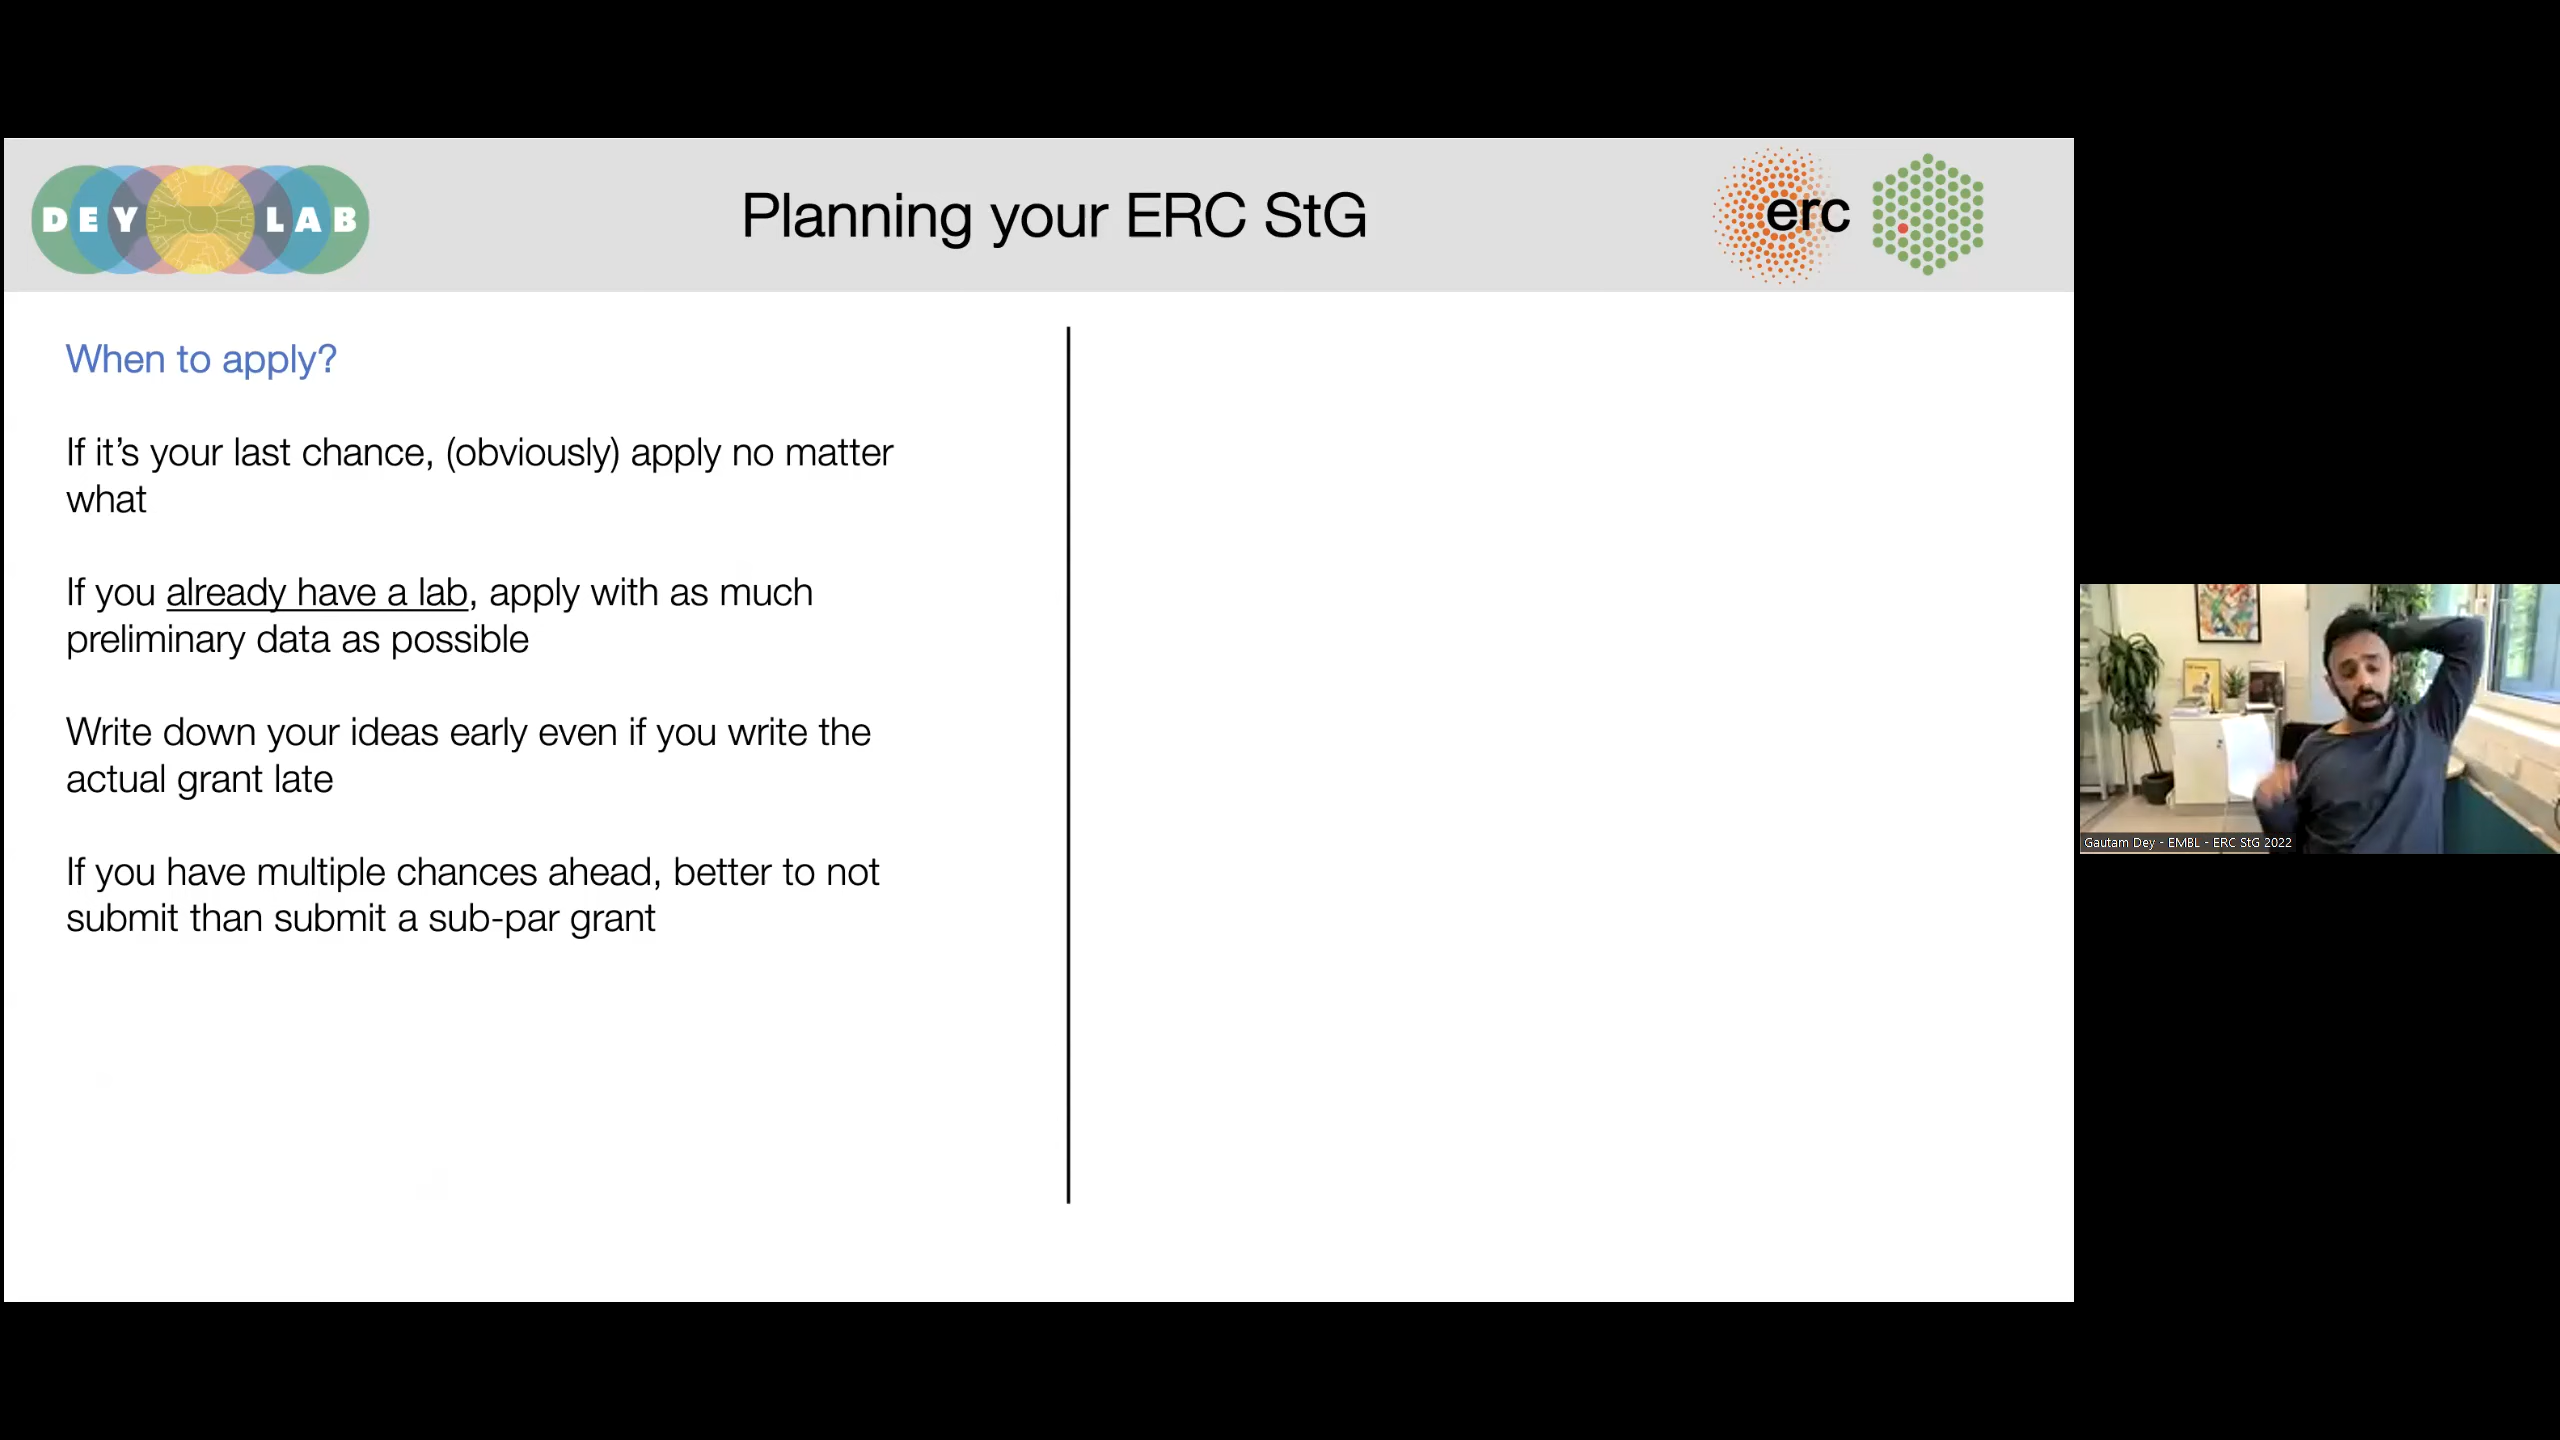 DEY LAB
Planning your ERC StG
erc
When to apply?
If it’s your last chance, (obviously) apply no matter
what
If you already have a lab, apply with as much
preliminary data as possible
Write down your ideas early even if you write the
actual grant late
If you have multiple chances ahead, better to not
submit than submit a sub-par grant
Gautam Dey - EMBL - ERC StG 2022